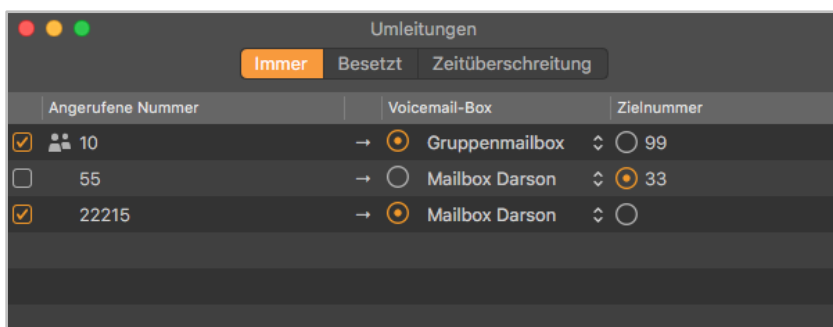 Umleitungen
Immer Besetzt Zeitüberschreitung
Angerufene Nummer Voicemail-Box Zielnummer
10 → Gruppenmailbox 99
55 → Mailbox Darson 33
22215 → Mailbox Darson